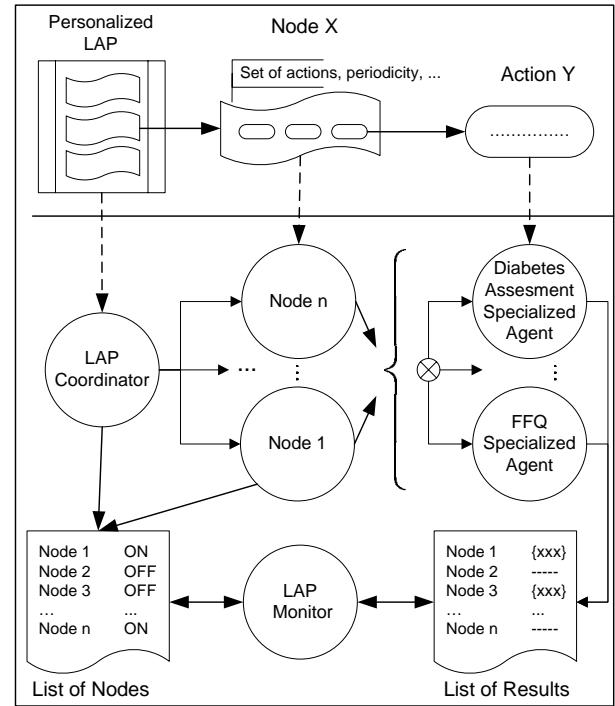 Personalized
LAP
Node X
Set of actions, periodicity, ...
Action Y
...............
Node n
Diabetes
Assesment
Specialized
Agent
LAP
Coordinator
...
...
...
Node 1
FFQ
Specialized
Agent
Node 1 ON
Node 2 OFF
Node 3 OFF
... ...
Node n ON
LAP
Monitor
Node 1 {xxx}
Node 2 -----
Node 3 {xxx}
... ...
Node n -----
List of Nodes
List of Results